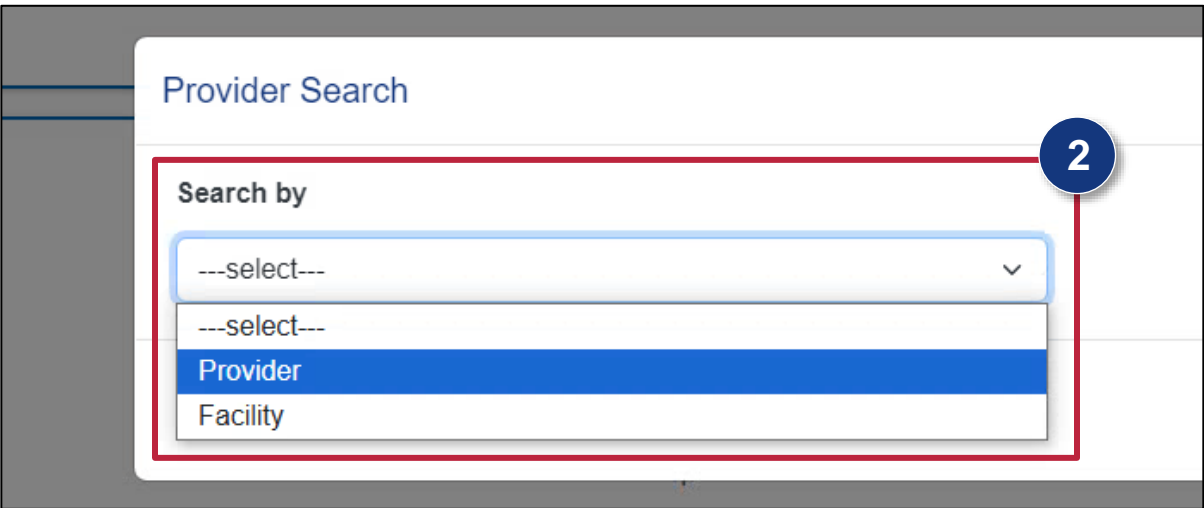 Provider Search
2
Search by
---select---
---select---
Provider
Facility